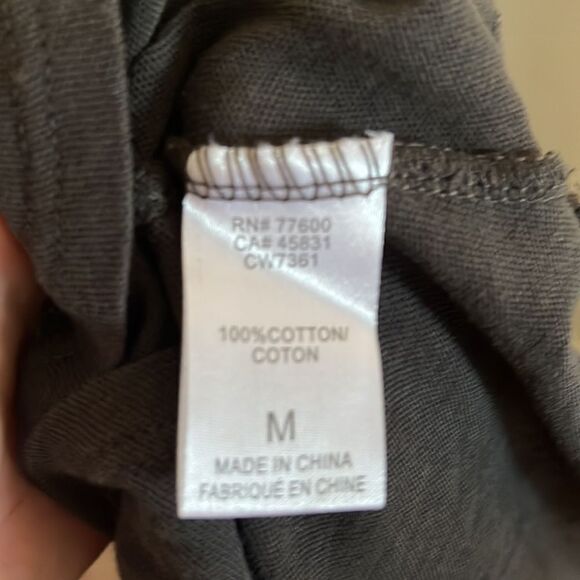 RN# 77600
CA# 45831
CW7361
100%COTTON/
COTON
M
MADE IN CHINA
FABRIQUÉ EN CHINE